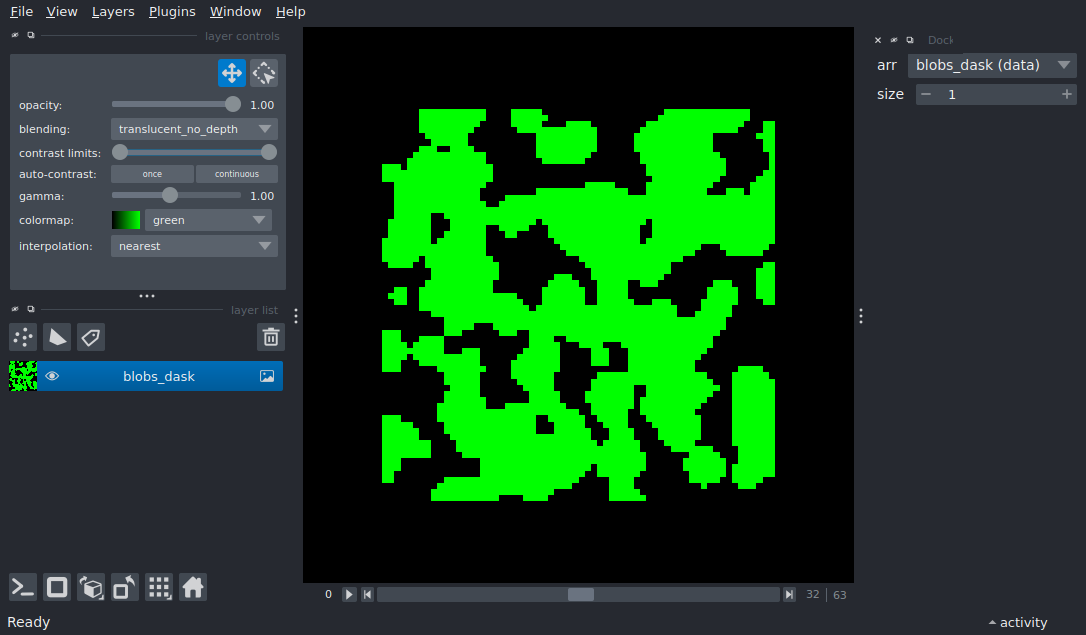 File View Layers Plugins Window Help
layer controls
opacity: 1.00
blending: translucent_no_depth
contrast limits:
auto-contrast: once continuous
gamma: 1.00
colormap: green
interpolation: nearest
layer list
blobs_dask
Dock
arr blobs_dask (data)
size 1
0 32 63
Ready
activity